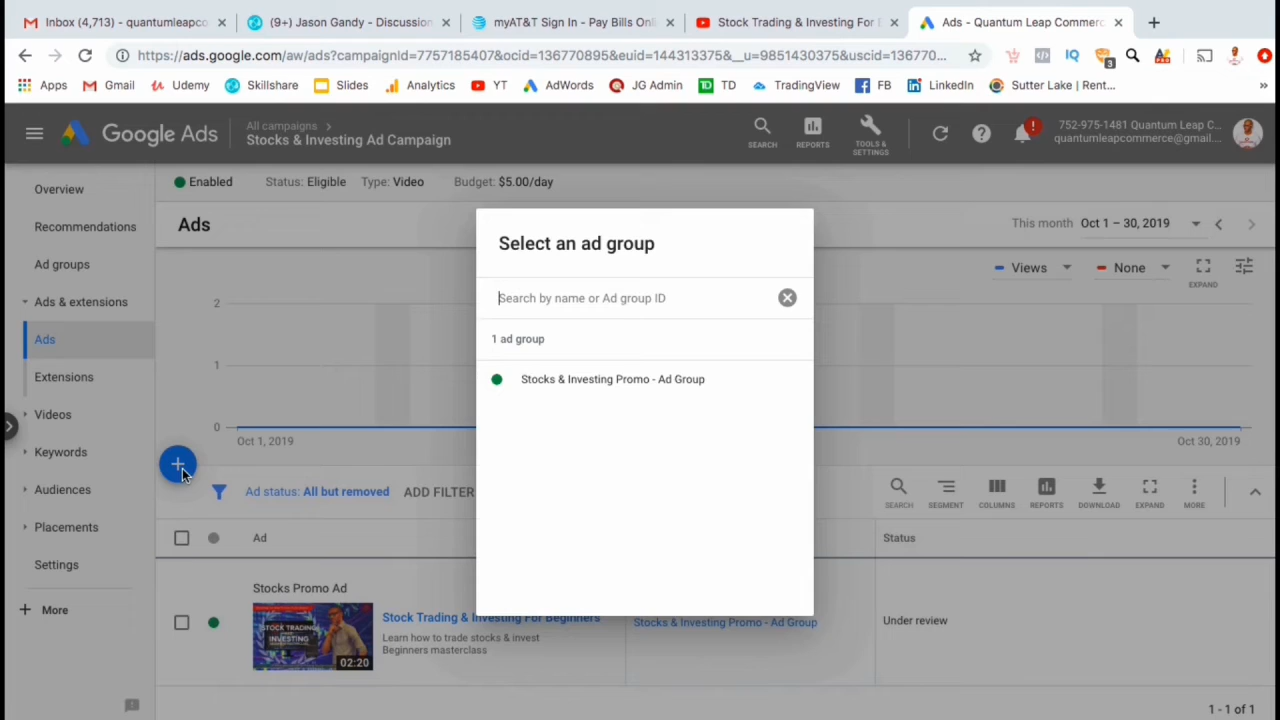 Inbox (4,713) - quantumleapco
(9+) Jason Gandy - Discussion
myAT&T Sign In - Pay Bills Onl
Stock Trading & Investing For B
Ads - Quantum Leap Commerc
https://ads.google.com/aw/ads?campaignId=7757185407&ocid=136770895&euid=144313375&__u=9851430375&uscid=136770...
3
Apps
Gmail
Udemy
Skillshare
Slides
Analytics
YT
AdWords
JG Admin
TD
TradingView
FB
LinkedIn
Sutter Lake | Rent...
»
Google Ads
All campaigns >
Stocks & Investing Ad Campaign
SEARCH
REPORTS
TOOLS & SETTINGS
!
752-975-1481 Quantum Leap C...
quantumleapcommerce@gmail....
Overview
Recommendations
Ad groups
Ads & extensions
Ads
Extensions
Videos
Keywords
Audiences
Placements
Settings
+ More
Enabled Status: Eligible Type: Video Budget: $5.00/day
Ads
This month Oct 1 – 30, 2019
Views
None
EXPAND
2
1
0
Oct 1, 2019
Oct 30, 2019
Select an ad group
Search by name or Ad group ID
1 ad group
Stocks & Investing Promo - Ad Group
Ad status: All but removed
ADD FILTER
SEARCH
SEGMENT
COLUMNS
REPORTS
DOWNLOAD
EXPAND
MORE
Ad
Status
Stocks Promo Ad
STOCK TRADING
INVESTING
02:20
Stock Trading & Investing For Beginners
Learn how to trade stocks & invest
Beginners masterclass
Stocks & Investing Promo - Ad Group
Under review
1 - 1 of 1